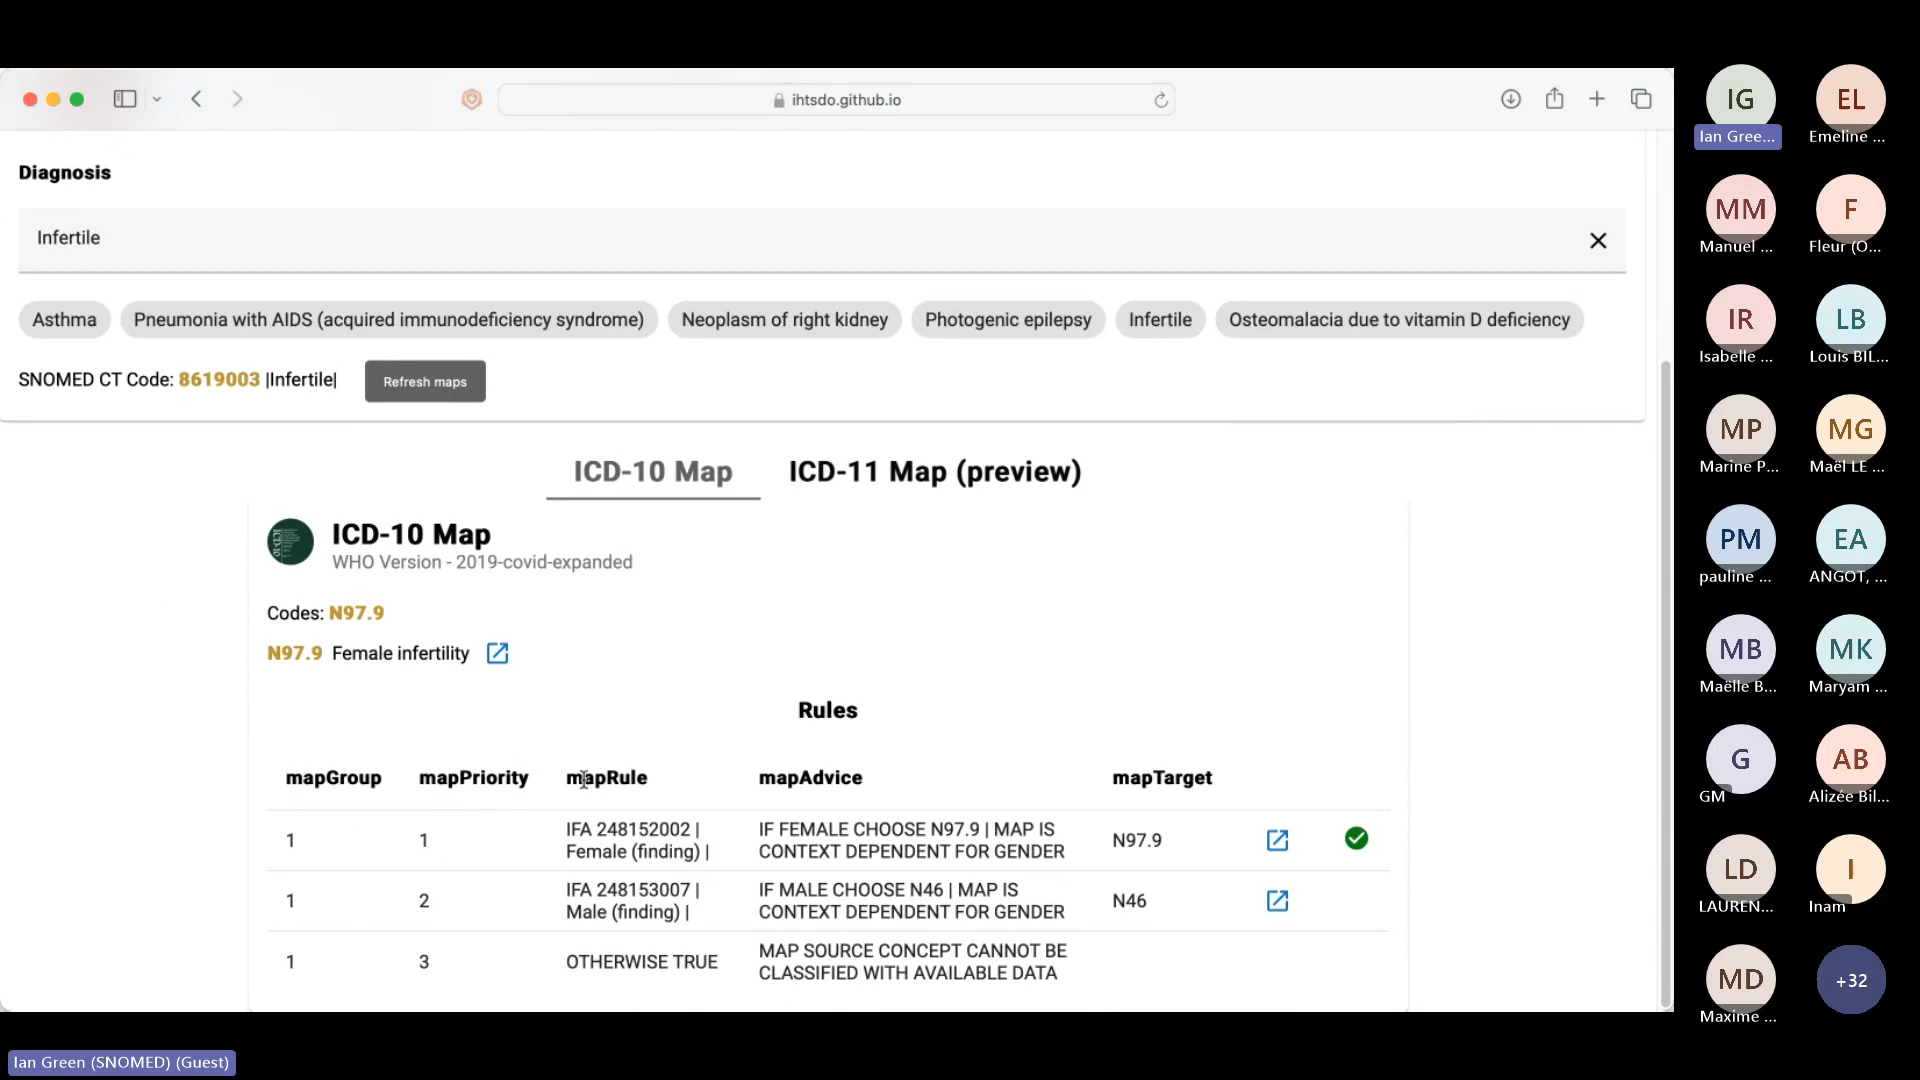 ihtsdo.github.io
Diagnosis
Infertile
Asthma
Pneumonia with AIDS (acquired immunodeficiency syndrome)
Neoplasm of right kidney
Photogenic epilepsy
Infertile
Osteomalacia due to vitamin D deficiency
SNOMED CT Code: 8619003 |Infertile|
Refresh maps
ICD-10 Map
ICD-11 Map (preview)
ICD-10 Map
WHO Version - 2019-covid-expanded
Codes: N97.9
N97.9 Female infertility
Rules
mapGroup mapPriority mapRule mapAdvice mapTarget
1 1 IFA 248152002 | Female (finding) | IF FEMALE CHOOSE N97.9 | MAP IS CONTEXT DEPENDENT FOR GENDER N97.9
1 2 IFA 248153007 | Male (finding) | IF MALE CHOOSE N46 | MAP IS CONTEXT DEPENDENT FOR GENDER N46
1 3 OTHERWISE TRUE MAP SOURCE CONCEPT CANNOT BE CLASSIFIED WITH AVAILABLE DATA
IG
Ian Gree...
EL
Emeline ...
MM
Manuel ...
F
Fleur (O...
IR
Isabelle ...
LB
Louis BIL...
MP
Marine P...
MG
Maël LE ...
PM
pauline ...
EA
ANGOT, ...
MB
Maëlle B...
MK
Maryam ...
G
GM
AB
Alizée Bil...
LD
LAUREN...
I
Inam
MD
Maxime ...
+32
Ian Green (SNOMED) (Guest)